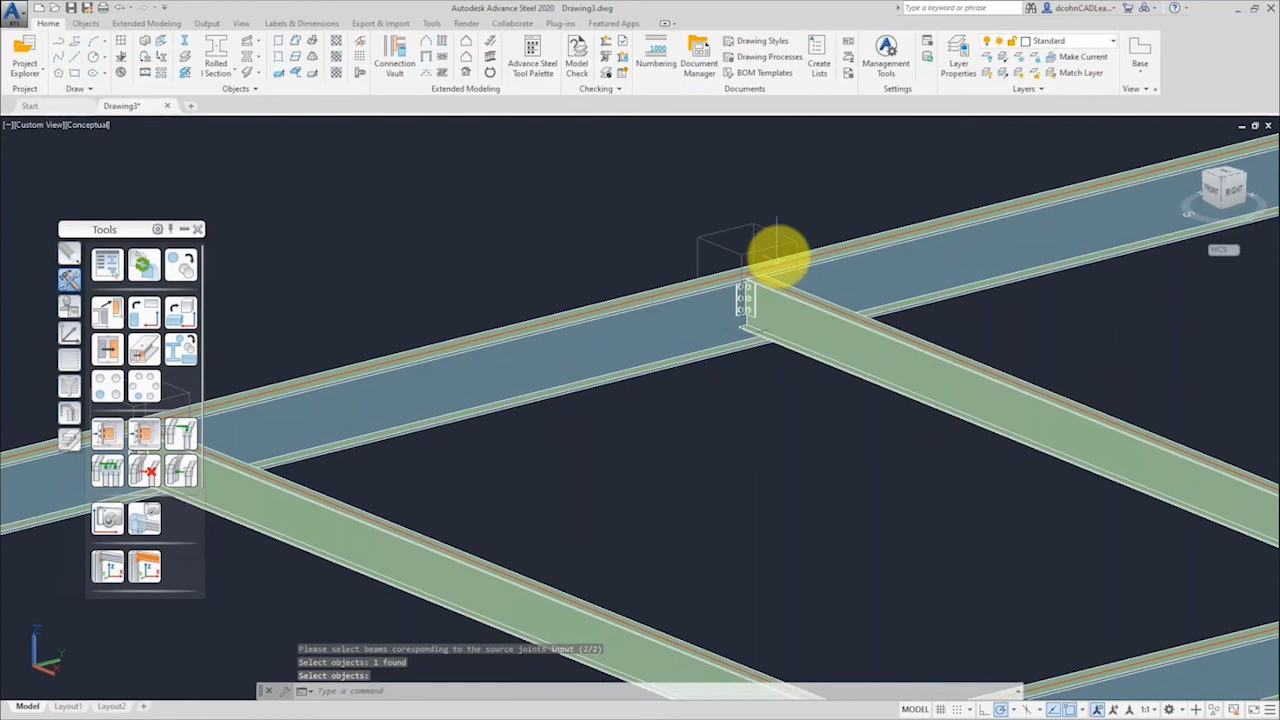 Autodesk Advance Steel 2020 Drawing3.dwg
Type a keyword or phrase
dcohnCADLea...
Home Objects Extended Modeling Output View Labels & Dimensions Export & Import Tools Render Collaborate Plug-ins Featured Apps
Project Explorer
Rolled I Section
Connection Vault
Advance Steel Tool Palette
Model Check
Numbering
Document Manager
Drawing Styles
Drawing Processes
BOM Templates
Create Lists
Management Tools
Layer Properties
Standard
Make Current
Match Layer
Base
Project Draw Objects Extended Modeling Checking Documents Settings Layers View
Start Drawing3*
[−][Custom View][Conceptual]
FRONT RIGHT
S
WCS
Tools
Z
Y
X
Please select beams coresponding to the source joints input (2/2)
Select objects: 1 found
Select objects:
Type a command
Model Layout1 Layout2
MODEL 1:1